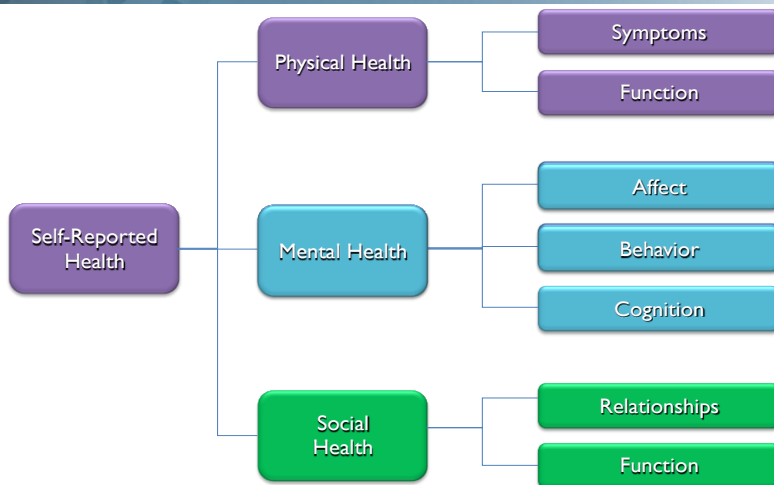 Symptoms
Physical Health
Function
Affect
Self-Reported
Health
Mental Health
Behavior
Cognition
Relationships
Social
Health
Function